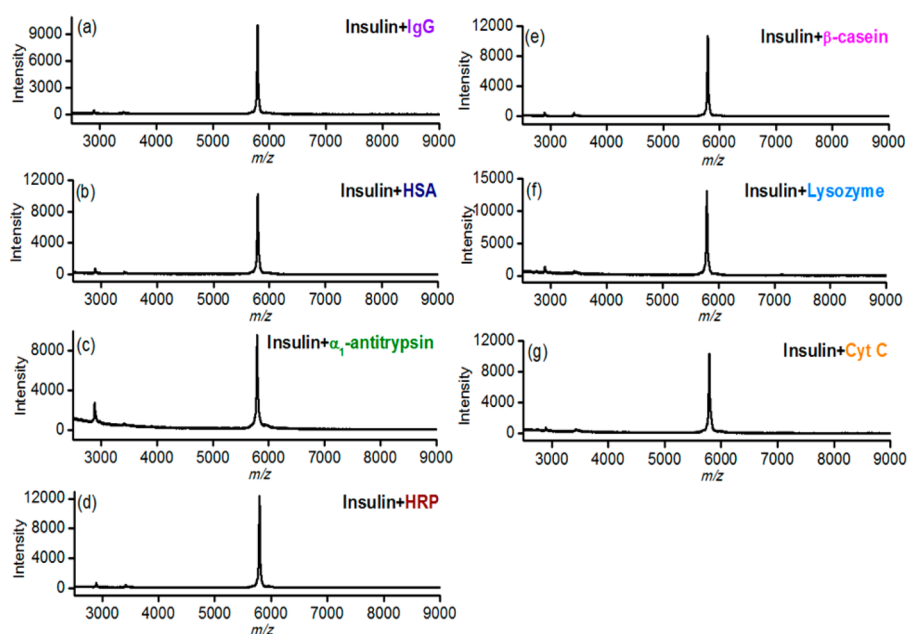 (a)
Insulin+IgG
Intensity
9000
6000
3000
0
3000 4000 5000 6000 7000 8000 9000
m/z
(b)
Insulin+HSA
Intensity
12000
8000
4000
0
3000 4000 5000 6000 7000 8000 9000
m/z
(c)
Insulin+α₁-antitrypsin
Intensity
8000
4000
0
3000 4000 5000 6000 7000 8000 9000
m/z
(d)
Insulin+HRP
Intensity
12000
8000
4000
0
3000 4000 5000 6000 7000 8000 9000
m/z
(e)
Insulin+β-casein
Intensity
12000
8000
4000
0
3000 4000 5000 6000 7000 8000 9000
m/z
(f)
Insulin+Lysozyme
Intensity
15000
10000
5000
0
3000 4000 5000 6000 7000 8000 9000
m/z
(g)
Insulin+Cyt C
Intensity
12000
8000
4000
0
3000 4000 5000 6000 7000 8000 9000
m/z